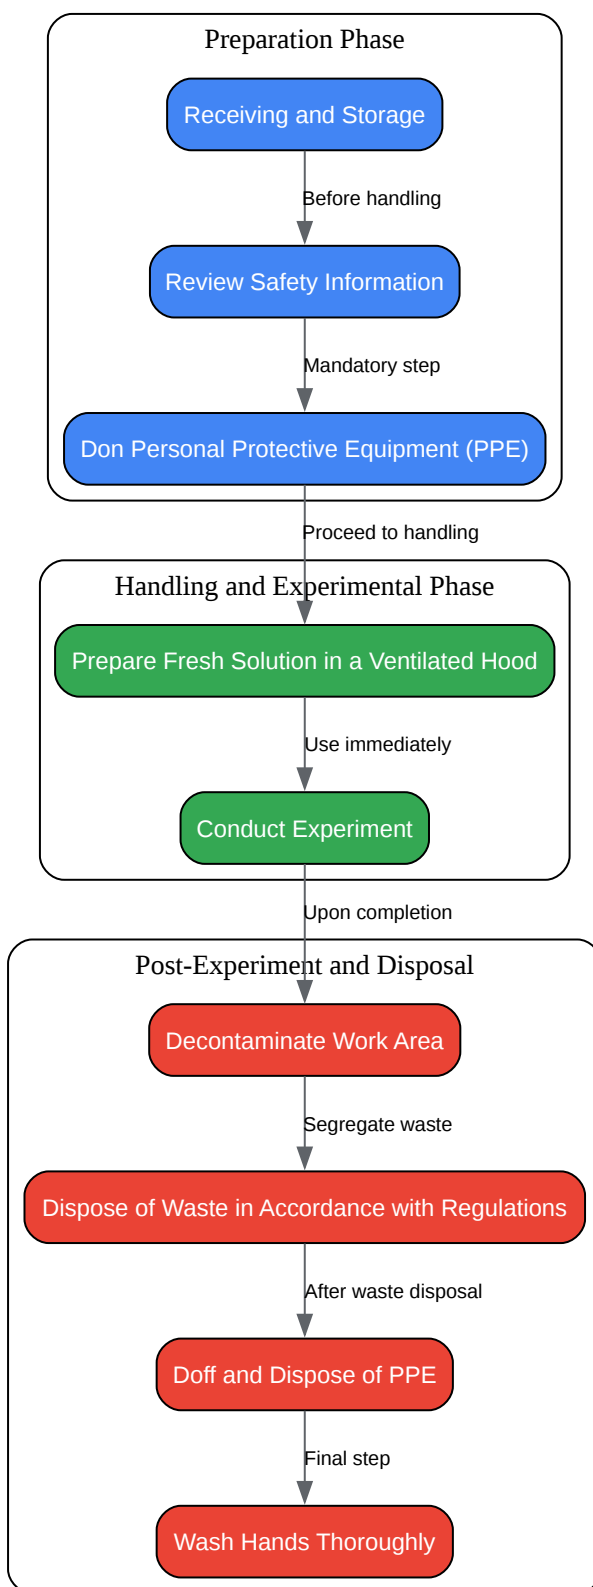 Preparation Phase
Receiving and Storage
Before handling
Review Safety Information
Mandatory step
Don Personal Protective Equipment (PPE)
Proceed to handling
Handling and Experimental Phase
Prepare Fresh Solution in a Ventilated Hood
Use immediately
Conduct Experiment
Upon completion
Post-Experiment and Disposal
Decontaminate Work Area
Segregate waste
Dispose of Waste in Accordance with Regulations
After waste disposal
Doff and Dispose of PPE
Final step
Wash Hands Thoroughly